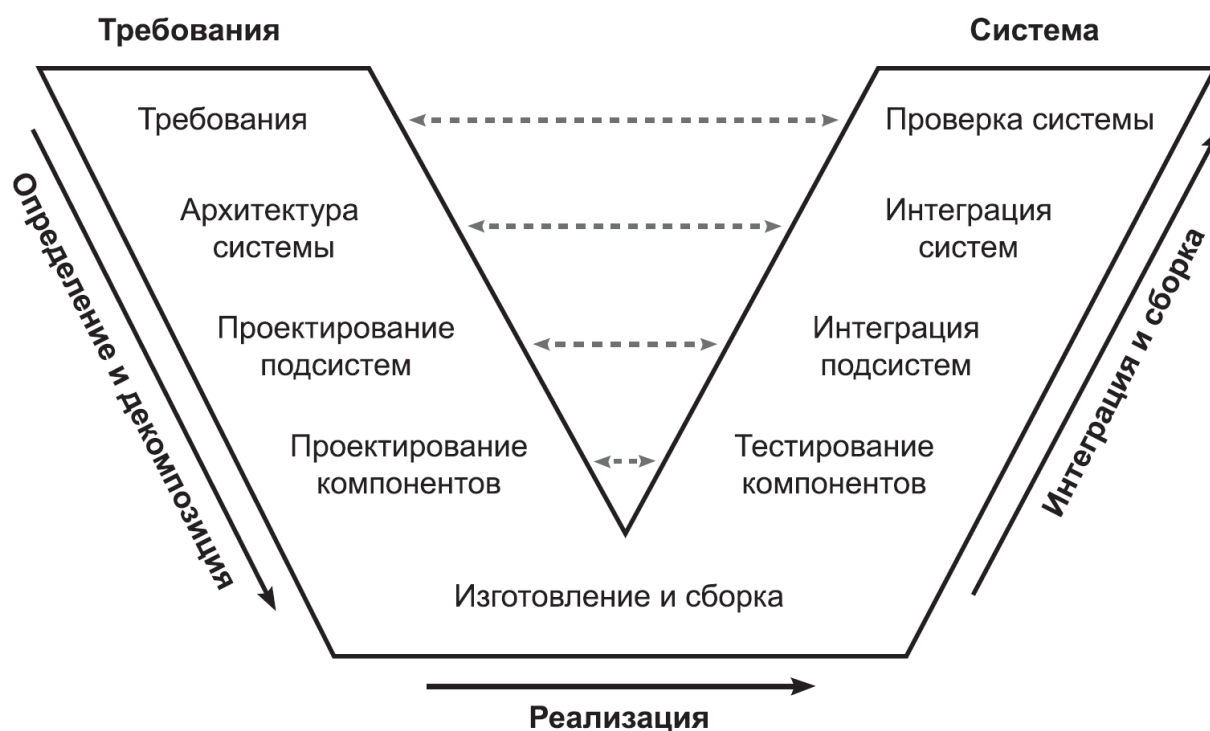 Требования
Система
Требования
Проверка системы
Архитектура
системы
Интеграция
систем
Проектирование
подсистем
Интеграция
подсистем
Проектирование
компонентов
Тестирование
компонентов
Изготовление и сборка
Определение и декомпозиция
Интеграция и сборка
Реализация